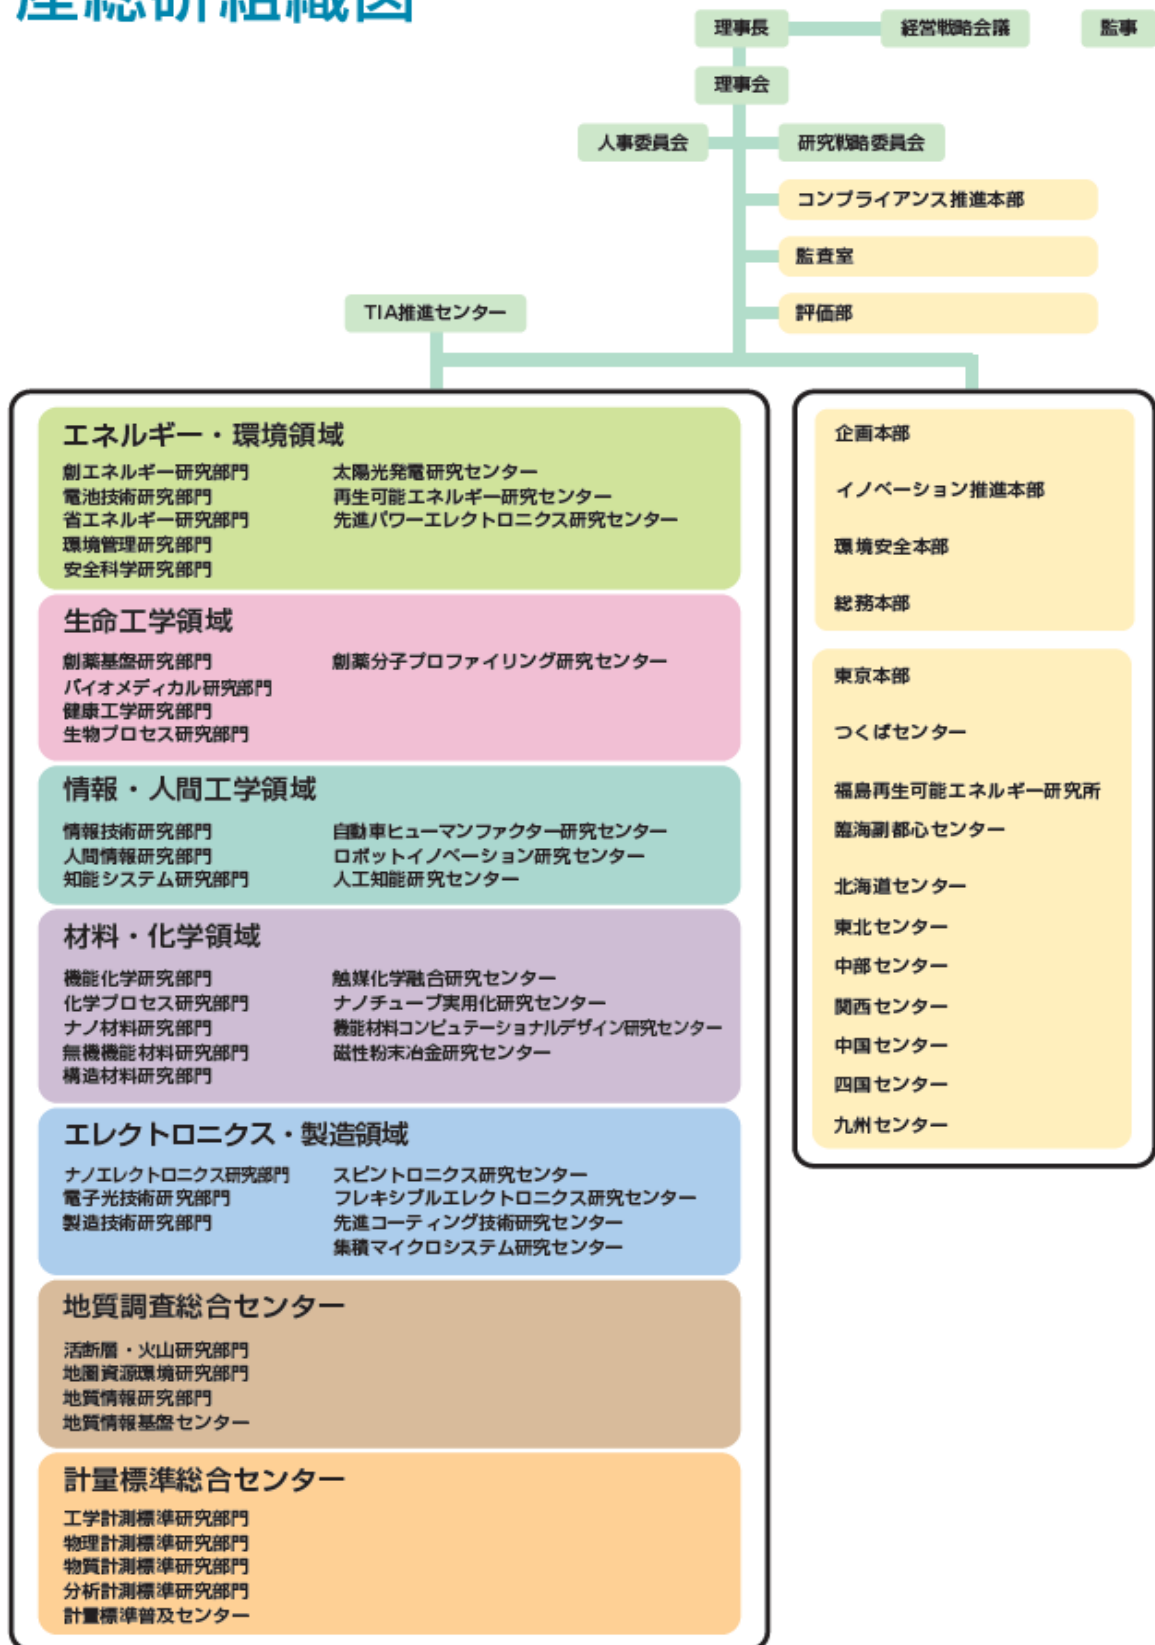 産総研組織図
理事長
経営戦略会議
監事
理事会
人事委員会
研究戦略委員会
コンプライアンス推進本部
監査室
評価部
TIA推進センター
エネルギー・環境領域
創エネルギー研究部門
電池技術研究部門
省エネルギー研究部門
環境管理研究部門
安全科学研究部門
太陽光発電研究センター
再生可能エネルギー研究センター
先進パワーエレクトロニクス研究センター
生命工学領域
創薬基盤研究部門
バイオメディカル研究部門
健康工学研究部門
生物プロセス研究部門
創薬分子プロファイリング研究センター
情報・人間工学領域
情報技術研究部門
人間情報研究部門
知能システム研究部門
自動車ヒューマンファクター研究センター
ロボットイノベーション研究センター
人工知能研究センター
材料・化学領域
機能化学研究部門
化学プロセス研究部門
ナノ材料研究部門
無機機能材料研究部門
構造材料研究部門
触媒化学融合研究センター
ナノチューブ実用化研究センター
機能材料コンピュテーショナルデザイン研究センター
磁性粉末冶金研究センター
エレクトロニクス・製造領域
ナノエレクトロニクス研究部門
電子光技術研究部門
製造技術研究部門
スピントロニクス研究センター
フレキシブルエレクトロニクス研究センター
先進コーティング技術研究センター
集積マイクロシステム研究センター
地質調査総合センター
活断層・火山研究部門
地圏資源環境研究部門
地質情報研究部門
地質情報基盤センター
計量標準総合センター
工学計測標準研究部門
物理計測標準研究部門
物質計測標準研究部門
分析計測標準研究部門
計量標準普及センター
企画本部
イノベーション推進本部
環境安全本部
総務本部
東京本部
つくばセンター
福島再生可能エネルギー研究所
臨海副都心センター
北海道センター
東北センター
中部センター
関西センター
中国センター
四国センター
九州センター